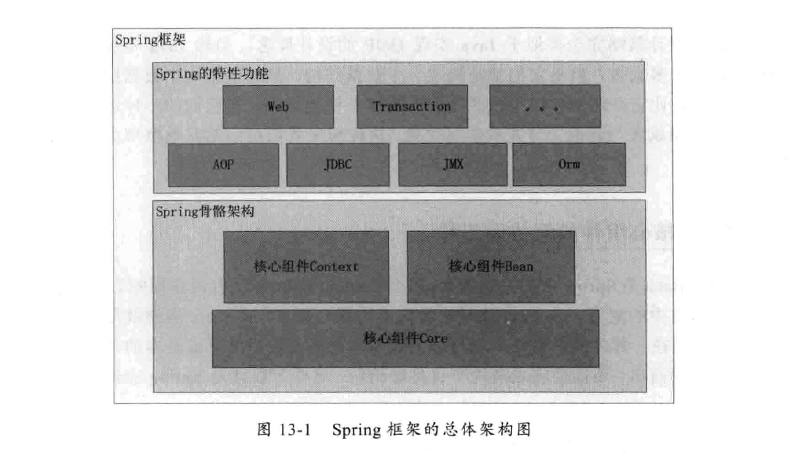 Spring框架
Spring的特性功能
Web
Transaction
。。。
AOP
JDBC
JMX
Orm
Spring骨骼架构
核心组件Context
核心组件Bean
核心组件Core
图 13-1 Spring 框架的总体架构图